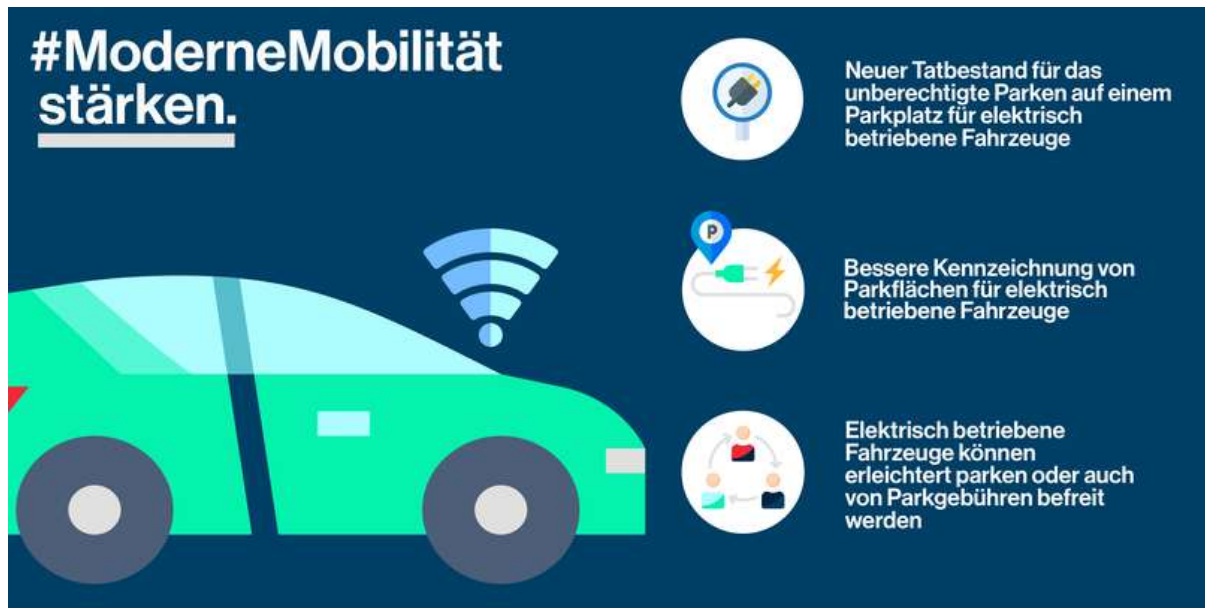 #ModerneMobilität
stärken.
Neuer Tatbestand für das
unberechtigte Parken auf einem
Parkplatz für elektrisch
betriebene Fahrzeuge
P
Bessere Kennzeichnung von
Parkflächen für elektrisch
betriebene Fahrzeuge
Elektrisch betriebene
Fahrzeuge können
erleichtert parken oder auch
von Parkgebühren befreit
werden